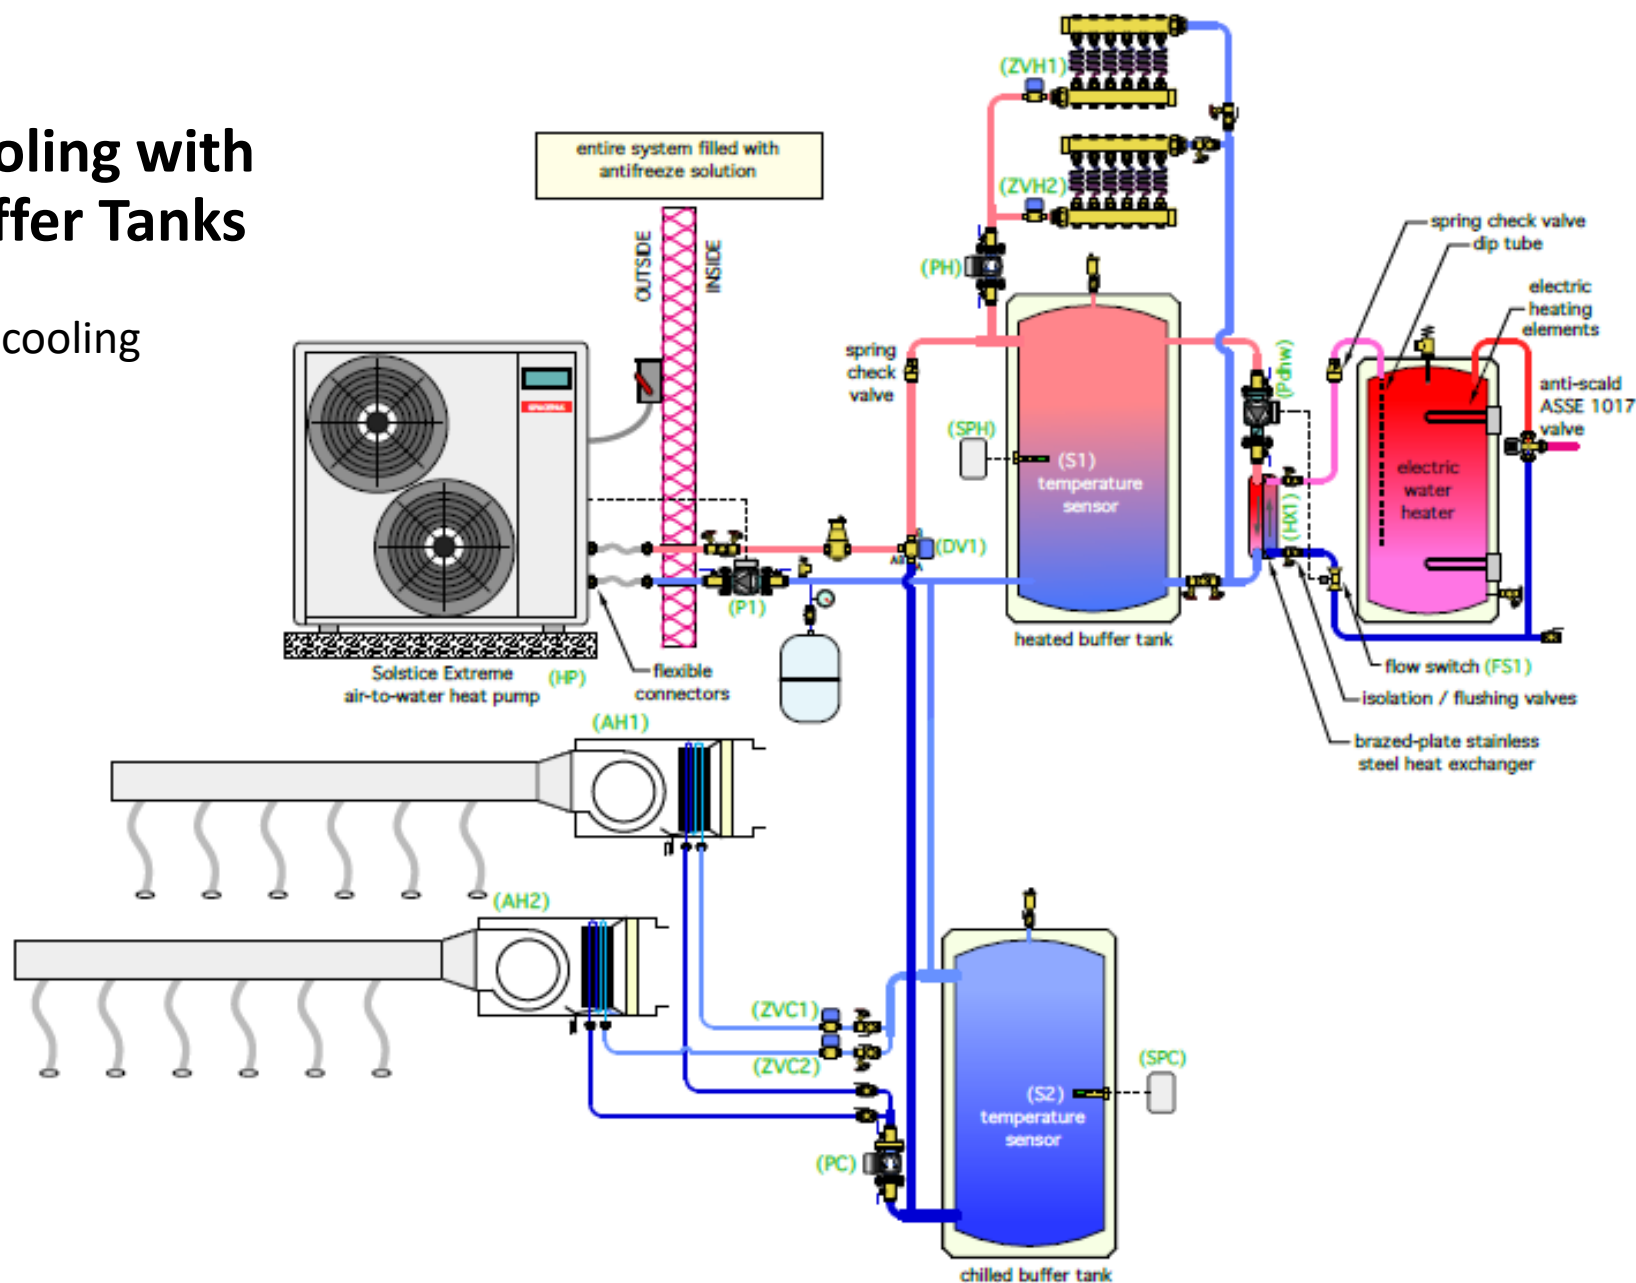 oling with
ffer Tanks
cooling
entire system filled with
antifreeze solution
OUTSIDE
INSIDE
(ZVH1)
(ZVH2)
(PH)
spring
check
valve
(SPH)
(S1)
temperature
sensor
(DV1)
AB
A
heated buffer tank
(Pdhw)
(HX1)
spring check valve
dip tube
electric
heating
elements
anti-scald
ASSE 1017
valve
electric
water
heater
flow switch (FS1)
isolation / flushing valves
brazed-plate stainless
steel heat exchanger
(P1)
Solstice Extreme
air-to-water heat pump
(HP)
flexible
connectors
(AH1)
(AH2)
(ZVC1)
(ZVC2)
(PC)
(S2)
temperature
sensor
(SPC)
chilled buffer tank